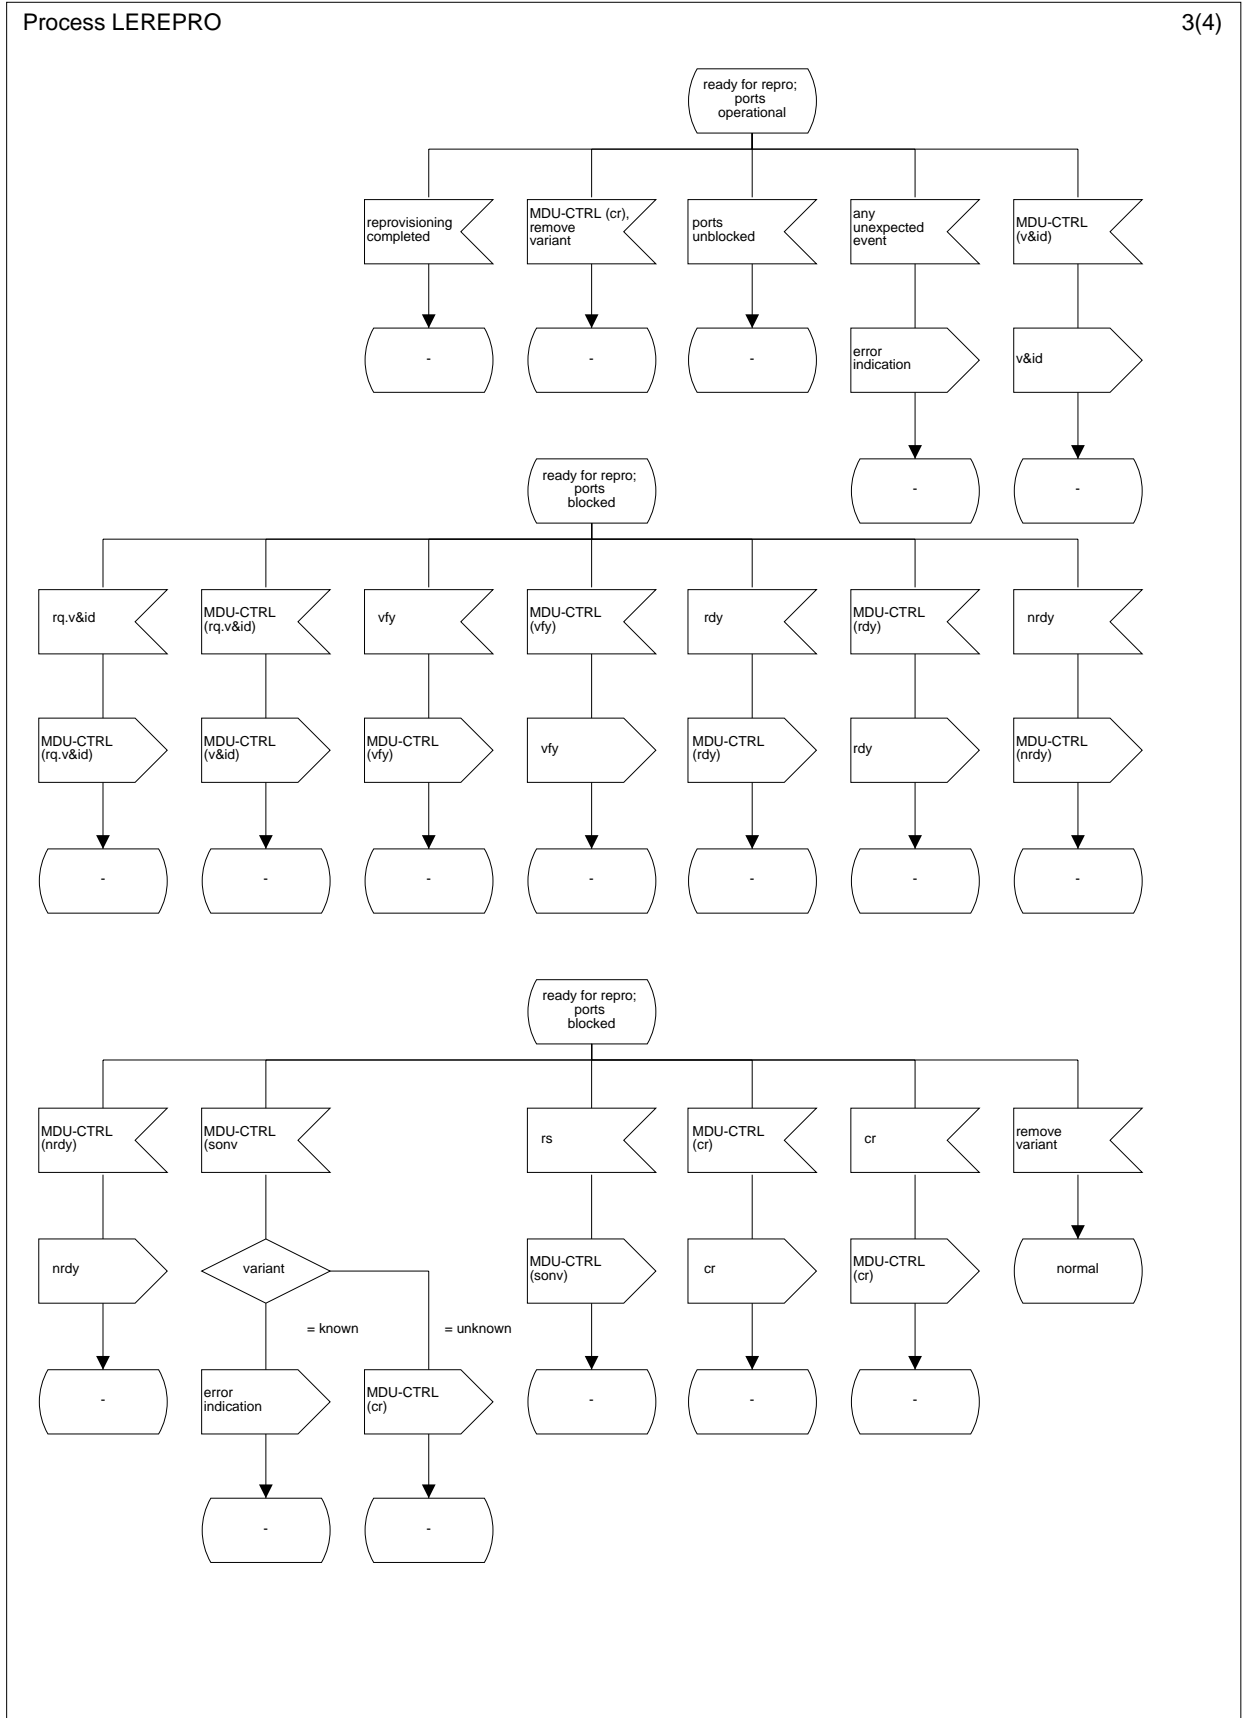 Process LEREPRO
3(4)
ready for repro;
ports
operational
reprovisioning
completed
MDU-CTRL (cr),
remove
variant
ports
unblocked
any
unexpected
event
MDU-CTRL
(v&id)
-
-
-
error
indication
v&id
-
-
ready for repro;
ports
blocked
rq.v&id
MDU-CTRL
(rq.v&id)
vfy
MDU-CTRL
(vfy)
rdy
MDU-CTRL
(rdy)
nrdy
MDU-CTRL
(rq.v&id)
MDU-CTRL
(v&id)
MDU-CTRL
(vfy)
vfy
MDU-CTRL
(rdy)
rdy
MDU-CTRL
(nrdy)
-
-
-
-
-
-
-
ready for repro;
ports
blocked
MDU-CTRL
(nrdy)
MDU-CTRL
(sonv
rs
MDU-CTRL
(cr)
cr
remove
variant
nrdy
variant
MDU-CTRL
(sonv)
cr
MDU-CTRL
(cr)
normal
= known
= unknown
-
error
indication
MDU-CTRL
(cr)
-
-
-
-
-